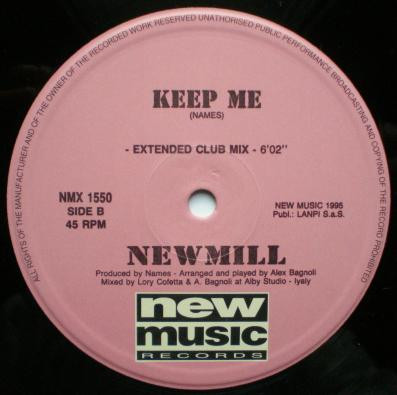 ALL RIGHTS OF THE MANUFACTURER AND OF THE OWNER OF THE RECORDED WORK RESERVED UNAUTHORISED PUBLIC PERFORMANCE BROADCASTING AND COPYING OF THE RECORD PROHIBITED
KEEP ME
(NAMES)
- EXTENDED CLUB MIX - 6'02"
NMX 1550
SIDE B
45 RPM
NEW MUSIC 1995
Publ.: LANPI S.a.S.
NEWMILL
Produced by Names - Arranged and played by Alex Bagnoli
Mixed by Lory Cofetta & A. Bagnoli at Alby Studio - Iyaly
new
music
RECORDS